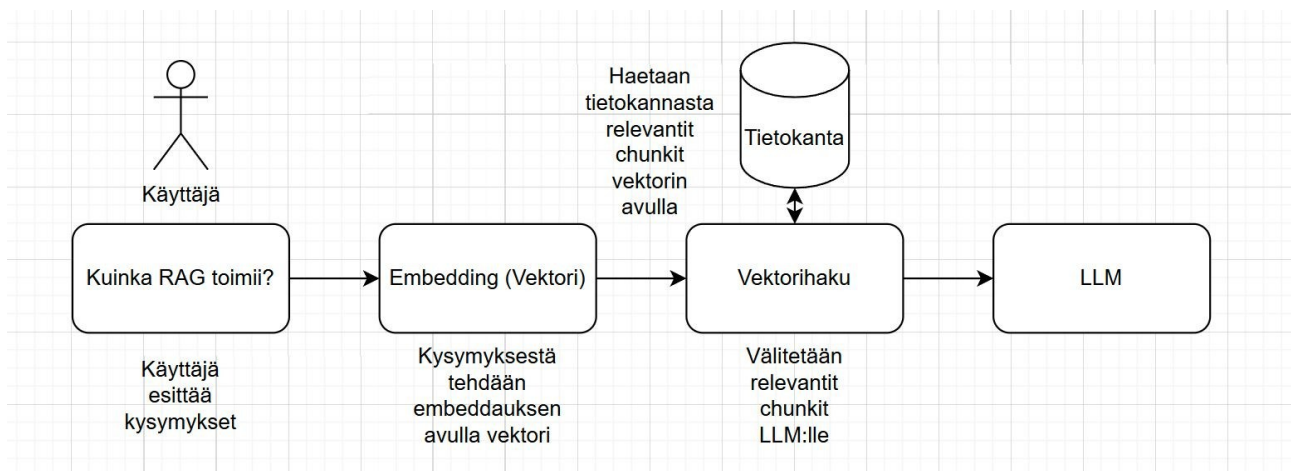 Käyttäjä
Kuinka RAG toimii?
Käyttäjä
esittää
kysymykset
Embedding (Vektori)
Kysymyksestä
tehdään
embeddauksen
avulla vektori
Haetaan
tietokannasta
relevantit
chunkit
vektorin
avulla
Tietokanta
Vektorihaku
Välitetään
relevantit
chunkit
LLM:lle
LLM